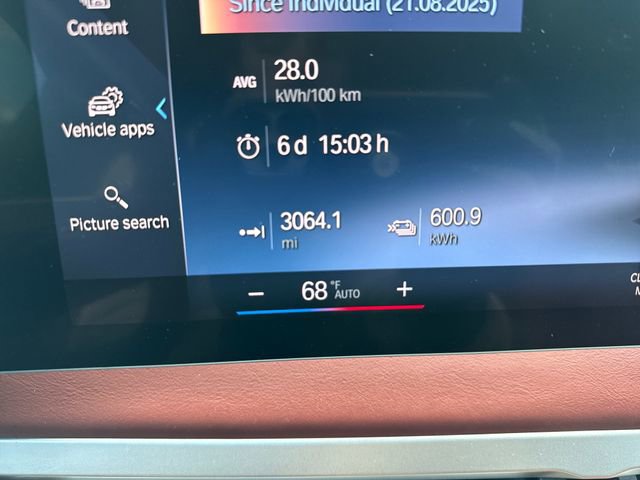 Content
Since IndiVidual (21.08.2025)
AVG 28.0
kWh/100 km
Vehicle apps
6 d 15:03 h
Picture search
3064.1
mi
600.9
kWh
− 68 °F AUTO +